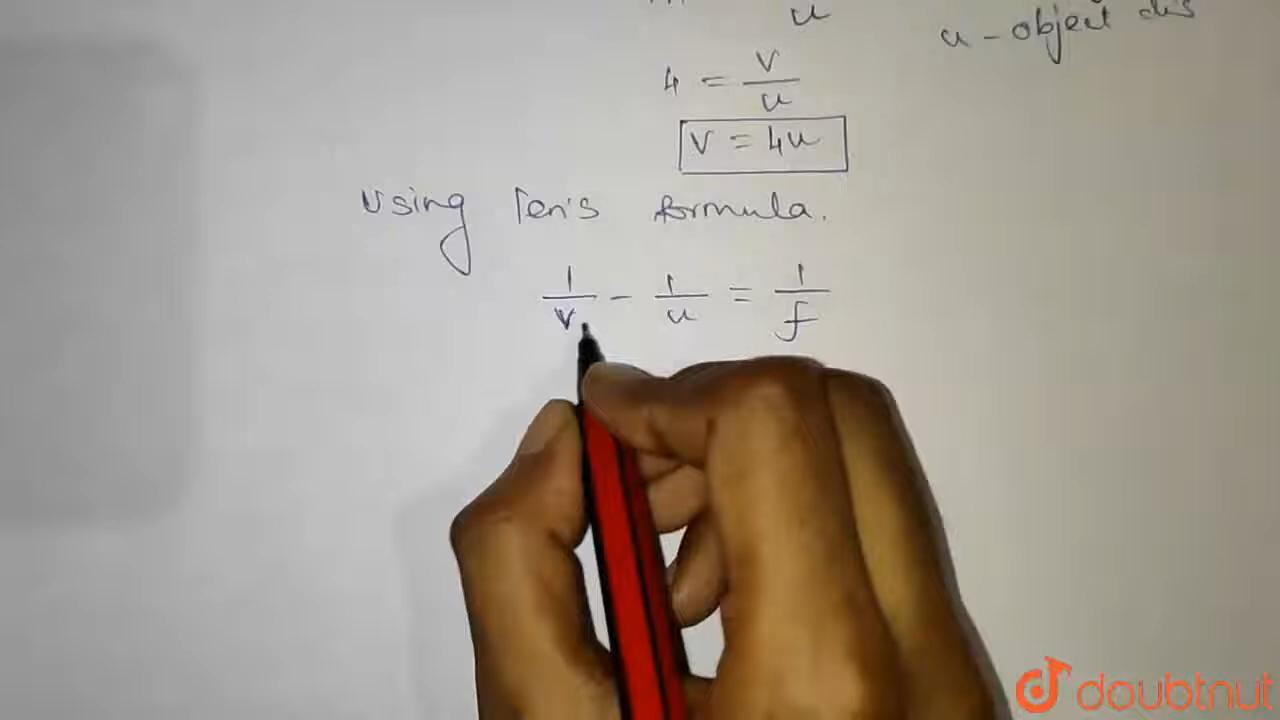 u
u - object dis
4 = v/u
v = 4u
Using len's formula.
1/v - 1/u = 1/f
doubtnut